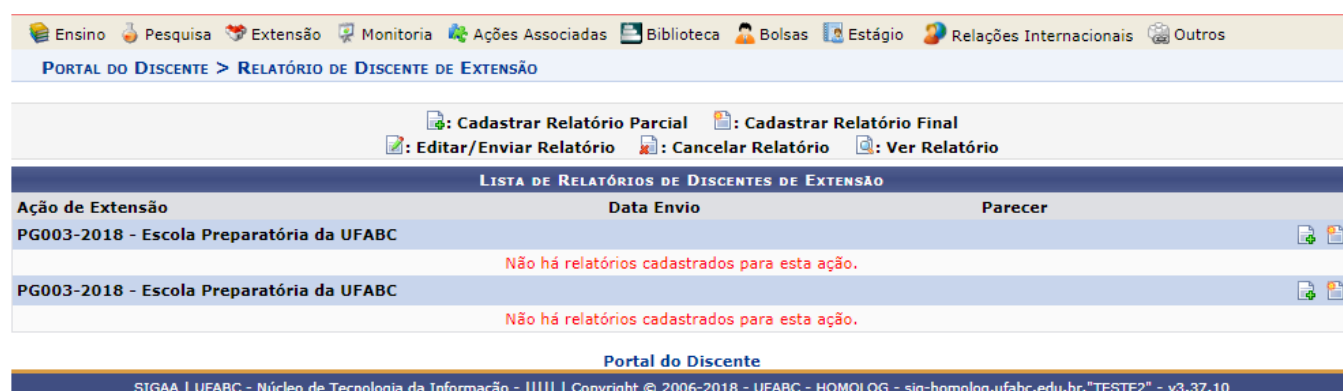 Ensino Pesquisa Extensão Monitoria Ações Associadas Biblioteca Bolsas Estágio Relações Internacionais Outros
PORTAL DO DISCENTE > RELATÓRIO DE DISCENTE DE EXTENSÃO
: Cadastrar Relatório Parcial : Cadastrar Relatório Final
: Editar/Enviar Relatório : Cancelar Relatório : Ver Relatório
LISTA DE RELATÓRIOS DE DISCENTES DE EXTENSÃO
Ação de Extensão Data Envio Parecer
PG003-2018 - Escola Preparatória da UFABC
Não há relatórios cadastrados para esta ação.
PG003-2018 - Escola Preparatória da UFABC
Não há relatórios cadastrados para esta ação.
Portal do Discente
SIGAA | UFABC - Núcleo de Tecnologia da Informação - ||||| | Copyright © 2006-2018 - UFABC - HOMOLOG - sig-homolog.ufabc.edu.br."TESTE2" - v3.37.10